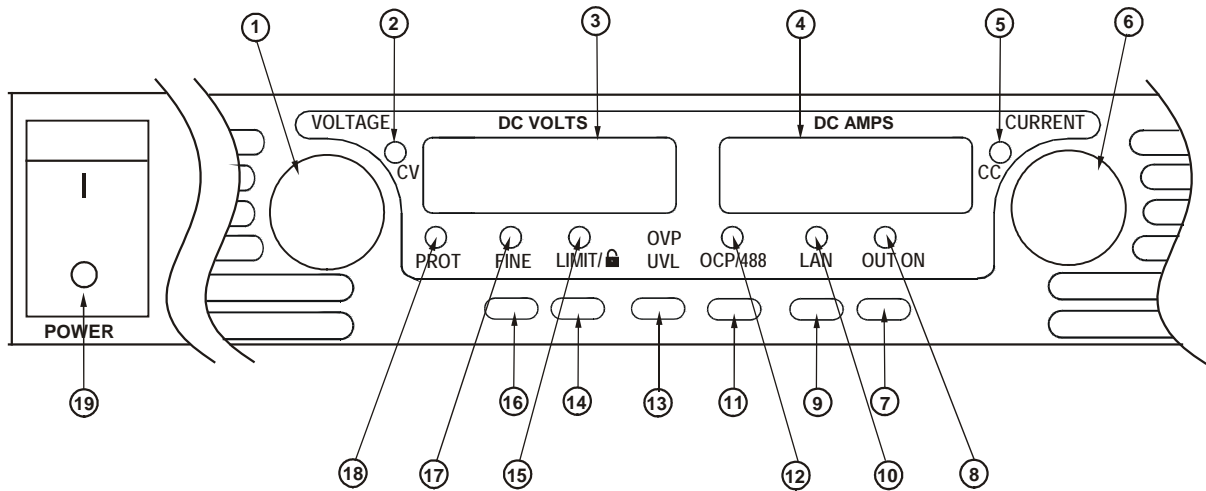 1 2 3 4 5 6
VOLTAGE DC VOLTS DC AMPS CURRENT
CV CC
I
OVP
PROT FINE LIMIT/ UVL OCP/488 LAN OUT ON
POWER
19 16 14 13 11 9 7
18 17 15 12 10 8